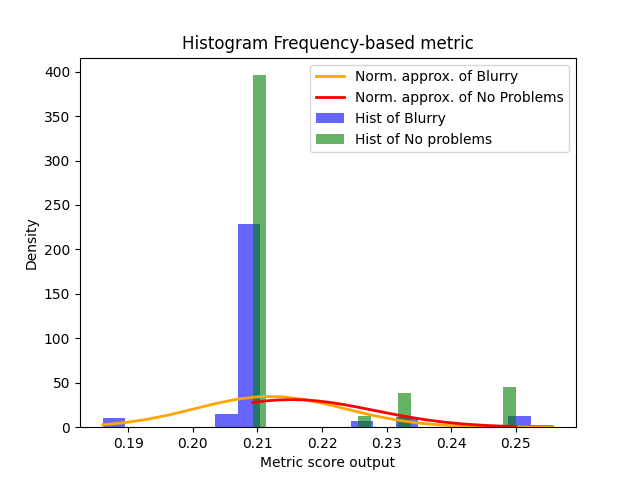 Histogram Frequency-based metric
Norm. approx. of Blurry
Norm. approx. of No Problems
Hist of Blurry
Hist of No problems
Density
400
350
300
250
200
150
100
50
0
0.19 0.20 0.21 0.22 0.23 0.24 0.25
Metric score output